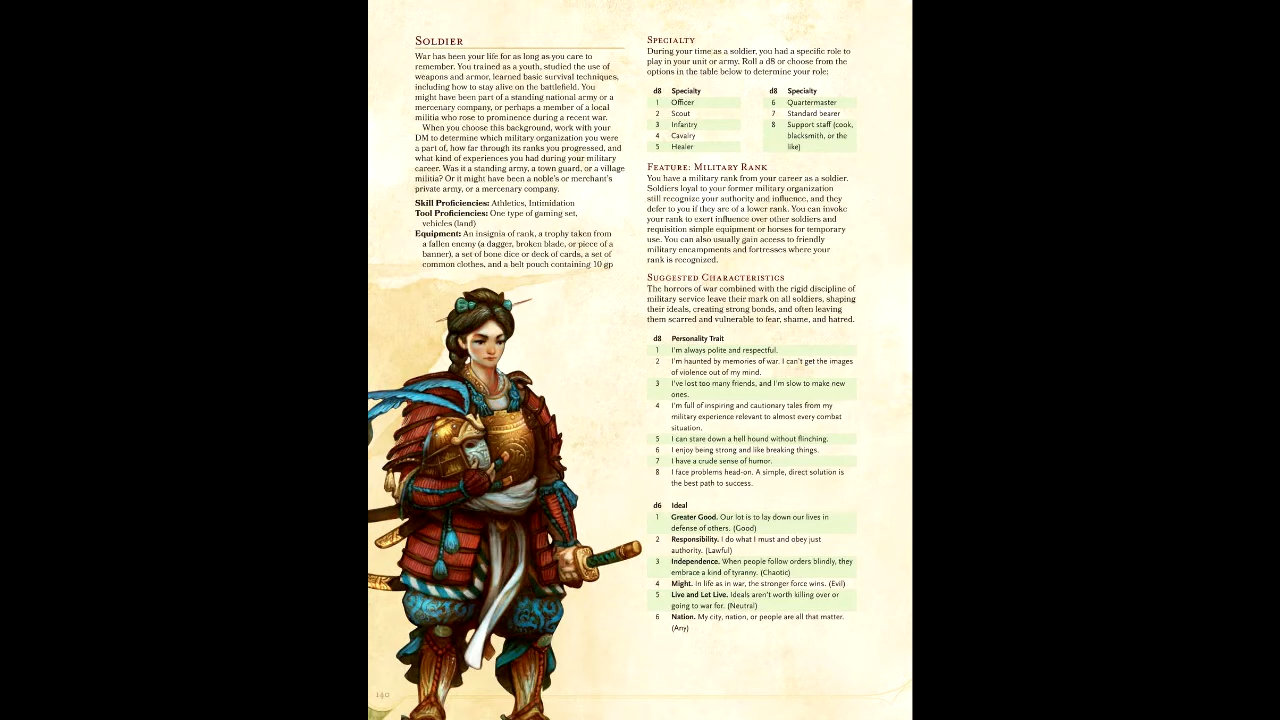 SOLDIER
War has been your life for as long as you care to
remember. You trained as a youth, studied the use of
weapons and armor, learned basic survival techniques,
including how to stay alive on the battlefield. You
might have been part of a standing national army or a
mercenary company, or perhaps a member of a local
militia who rose to prominence during a recent war.
When you choose this background, work with your
DM to determine which military organization you were
a part of, how far through its ranks you progressed, and
what kind of experiences you had during your military
career. Was it a standing army, a town guard, or a village
militia? Or it might have been a noble's or merchant's
private army, or a mercenary company.
Skill Proficiencies: Athletics, Intimidation
Tool Proficiencies: One type of gaming set,
vehicles (land)
Equipment: An insignia of rank, a trophy taken from
a fallen enemy (a dagger, broken blade, or piece of a
banner), a set of bone dice or deck of cards, a set of
common clothes, and a belt pouch containing 10 gp
140
SPECIALTY
During your time as a soldier, you had a specific role to
play in your unit or army. Roll a d8 or choose from the
options in the table below to determine your role:
d8 Specialty
1 Officer
2 Scout
3 Infantry
4 Cavalry
5 Healer
d8 Specialty
6 Quartermaster
7 Standard bearer
8 Support staff (cook,
blacksmith, or the
like)
FEATURE: MILITARY RANK
You have a military rank from your career as a soldier.
Soldiers loyal to your former military organization
still recognize your authority and influence, and they
defer to you if they are of a lower rank. You can invoke
your rank to exert influence over other soldiers and
requisition simple equipment or horses for temporary
use. You can also usually gain access to friendly
military encampments and fortresses where your
rank is recognized.
SUGGESTED CHARACTERISTICS
The horrors of war combined with the rigid discipline of
military service leave their mark on all soldiers, shaping
their ideals, creating strong bonds, and often leaving
them scarred and vulnerable to fear, shame, and hatred.
d8 Personality Trait
1 I'm always polite and respectful.
2 I'm haunted by memories of war. I can't get the images
of violence out of my mind.
3 I've lost too many friends, and I'm slow to make new
ones.
4 I'm full of inspiring and cautionary tales from my
military experience relevant to almost every combat
situation.
5 I can stare down a hell hound without flinching.
6 I enjoy being strong and like breaking things.
7 I have a crude sense of humor.
8 I face problems head-on. A simple, direct solution is
the best path to success.
d6 Ideal
1 Greater Good. Our lot is to lay down our lives in
defense of others. (Good)
2 Responsibility. I do what I must and obey just
authority. (Lawful)
3 Independence. When people follow orders blindly, they
embrace a kind of tyranny. (Chaotic)
4 Might. In life as in war, the stronger force wins. (Evil)
5 Live and Let Live. Ideals aren't worth killing over or
going to war for. (Neutral)
6 Nation. My city, nation, or people are all that matter.
(Any)